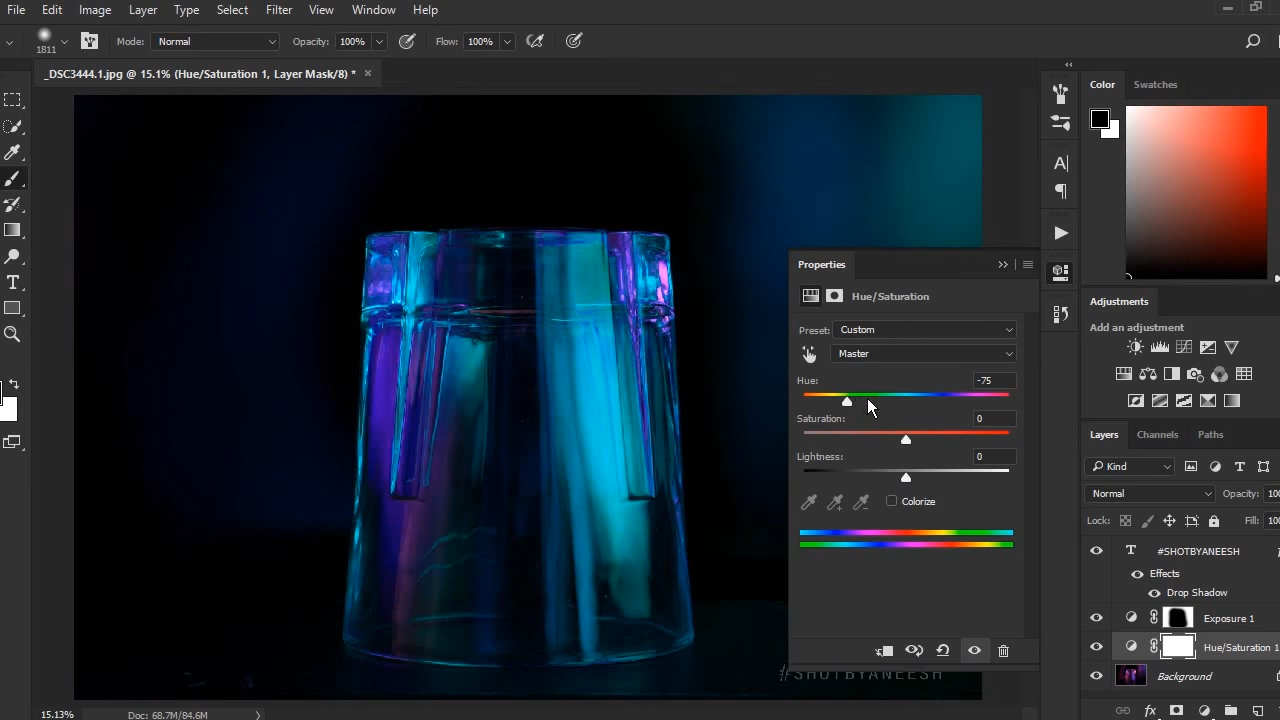 File Edit Image Layer Type Select Filter View Window Help
1811 Mode: Normal Opacity: 100% Flow: 100%
_DSC3444.1.jpg @ 15.1% (Hue/Saturation 1, Layer Mask/8) *
Color Swatches
Properties
Hue/Saturation
Preset: Custom
Master
Hue: -75
Saturation: 0
Lightness: 0
Colorize
Adjustments
Add an adjustment
Layers Channels Paths
Kind
Normal Opacity: 100
Lock: Fill: 100
T #SHOTBYANEESH
Effects
Drop Shadow
Exposure 1
Hue/Saturation 1
Background
#SHOTBYANEESH
15.13% Doc: 68.7M/84.6M